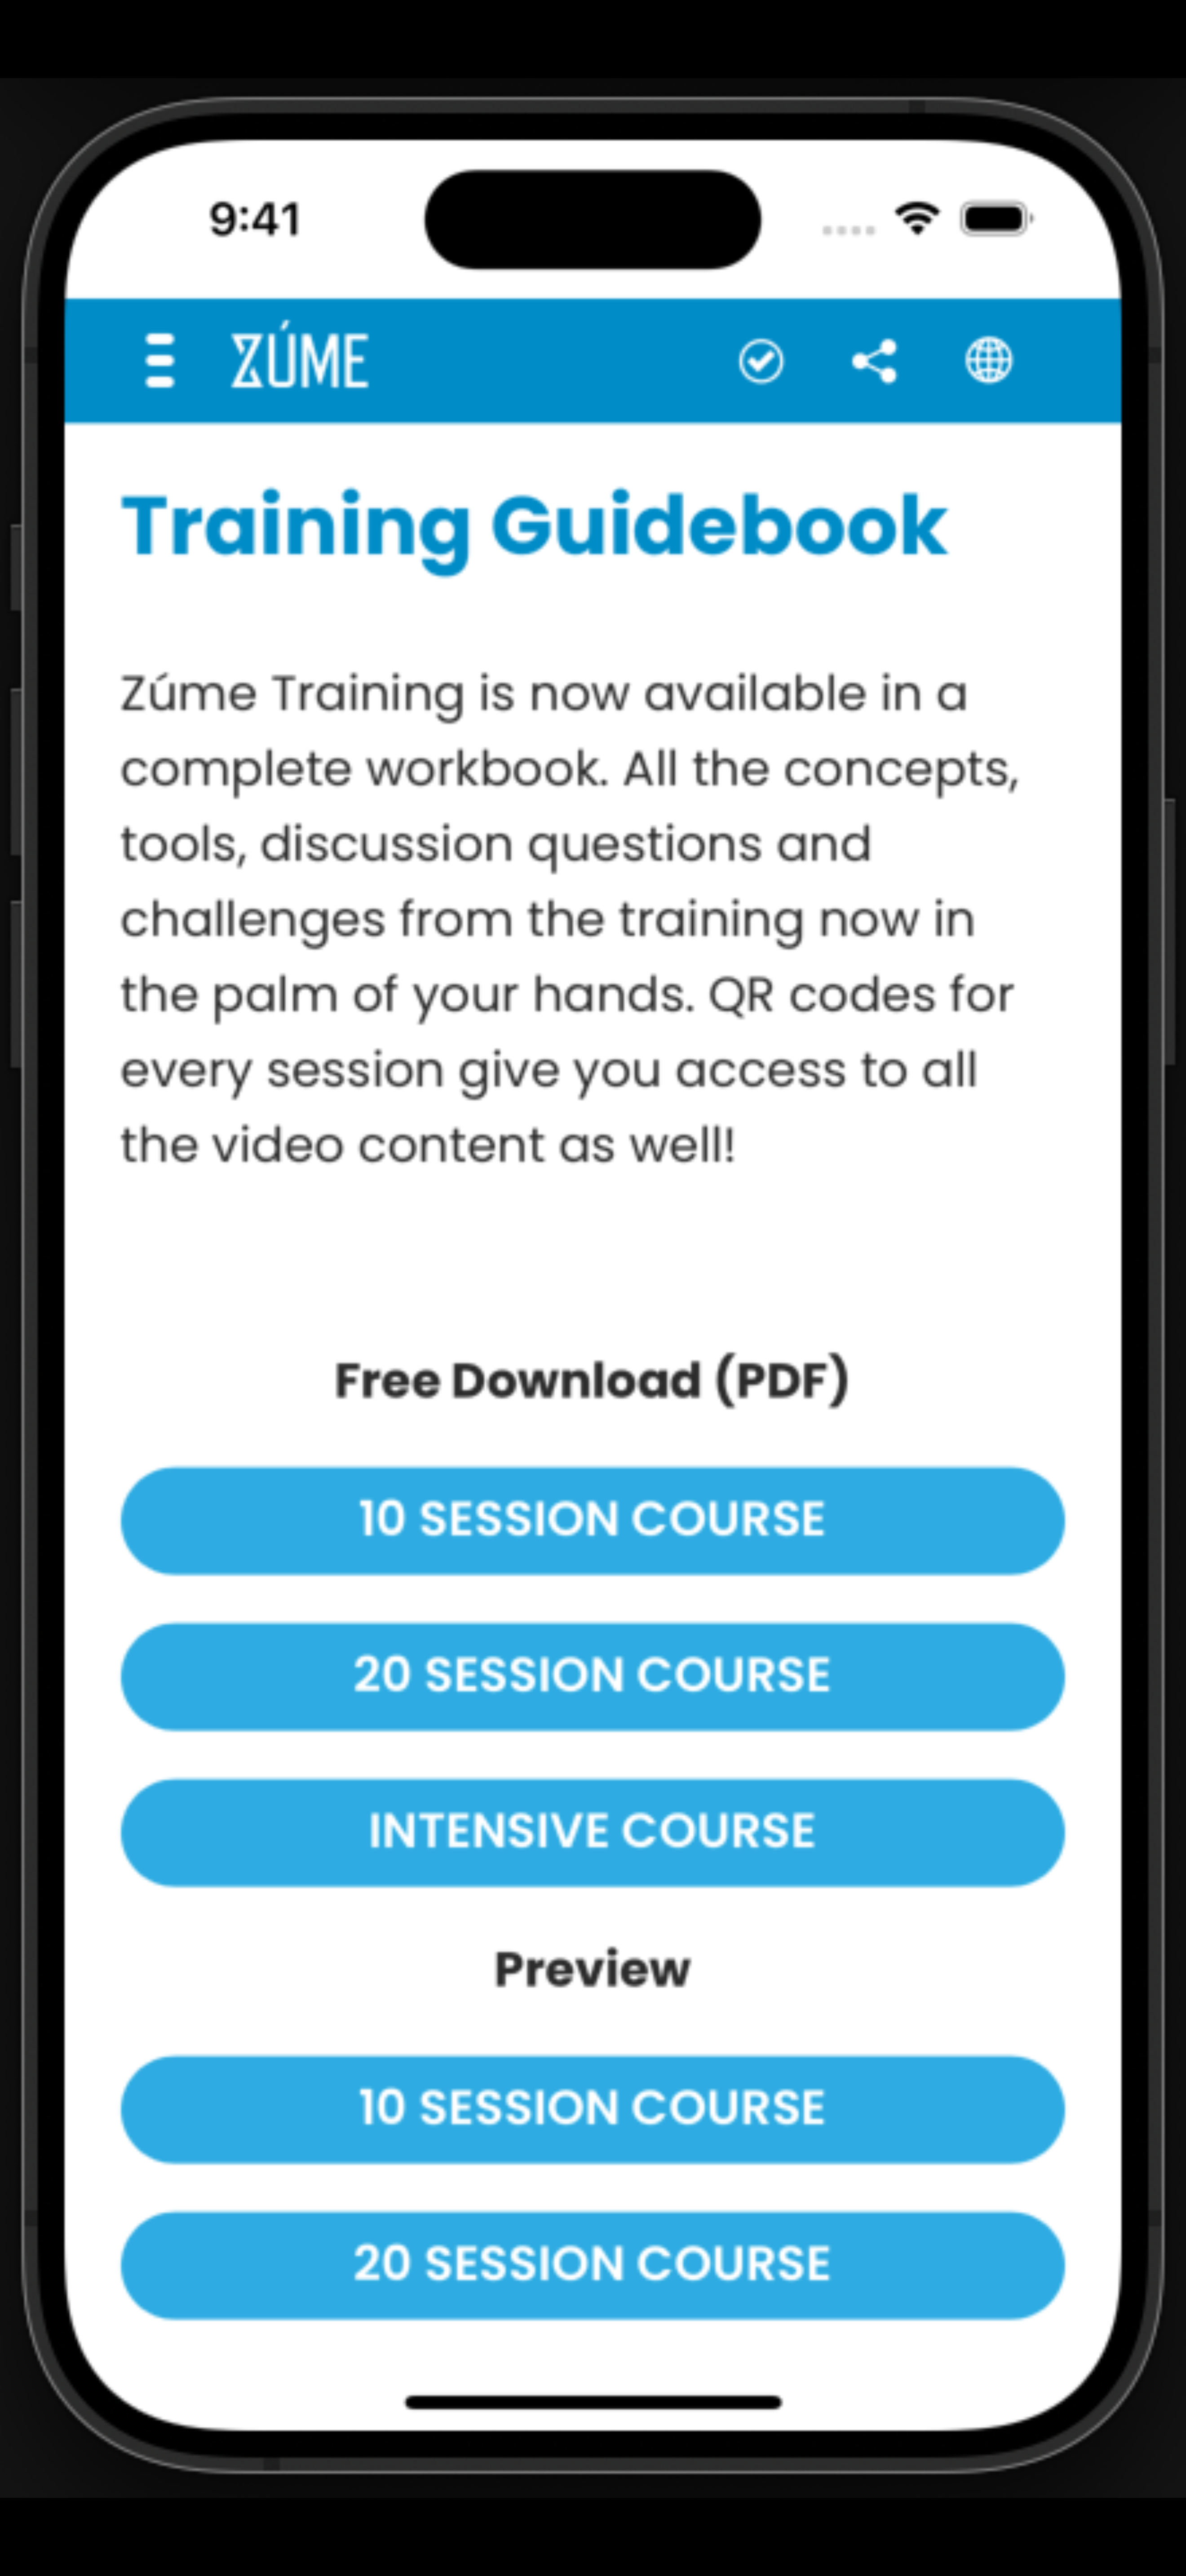 9:41
ZÚME
Training Guidebook
Zúme Training is now available in a
complete workbook. All the concepts,
tools, discussion questions and
challenges from the training now in
the palm of your hands. QR codes for
every session give you access to all
the video content as well!
Free Download (PDF)
10 SESSION COURSE
20 SESSION COURSE
INTENSIVE COURSE
Preview
10 SESSION COURSE
20 SESSION COURSE